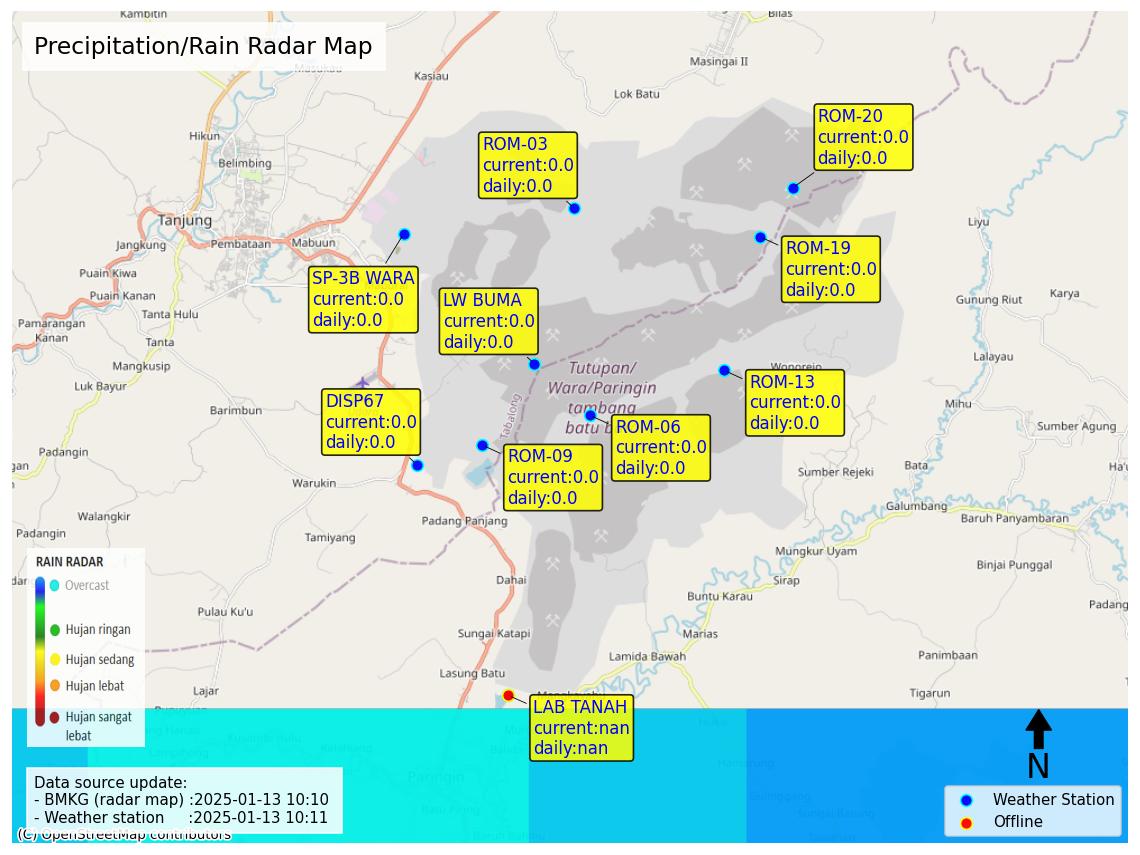 Kambitin
Bilas
Precipitation/Rain Radar Map
Masukau
Kasiau
Masingai II
Lok Batu
ROM-20
current:0.0
daily:0.0
Hikun
ROM-03
current:0.0
daily:0.0
Belimbing
Tanjung
Liyu
Jangkung
Pembataan
Mabuun
ROM-19
current:0.0
daily:0.0
Puain Kiwa
SP-3B WARA
current:0.0
daily:0.0
Puain Kanan
LW BUMA
current:0.0
daily:0.0
Gunung Riut
Karya
Tanta Hulu
Pamarangan
Kanan
Tanta
Lalayau
Mangkusip
Tutupan/
Wara/Paringin
tambang
batu b
Wonorejo
Luk Bayur
ROM-13
current:0.0
daily:0.0
DISP67
current:0.0
daily:0.0
Tabalong
Barimbun
Mihu
ROM-06
current:0.0
daily:0.0
Sumber Agung
ROM-09
current:0.0
daily:0.0
gan
Sumber Rejeki
Bata
Ha'u
Warukin
Galumbang
Walangkir
Padang Panjang
Baruh Panyambaran
Padangin
Tamiyang
Mungkur Uyam
Binjai Punggal
RAIN RADAR
Overcast
Hujan ringan
Hujan sedang
Hujan lebat
Hujan sangat
lebat
dar
Dahai
Sirap
Buntu Karau
Padang
Pulau Ku'u
Sungai Katapi
Marias
Lamida Bawah
Panimbaan
Lasung Batu
Lajar
Tigarun
LAB TANAH
current:nan
daily:nan
Paringin
N
Data source update:
- BMKG (radar map) :2025-01-13 10:10
- Weather station :2025-01-13 10:11
Weather Station
Offline
(C) OpenStreetMap contributors